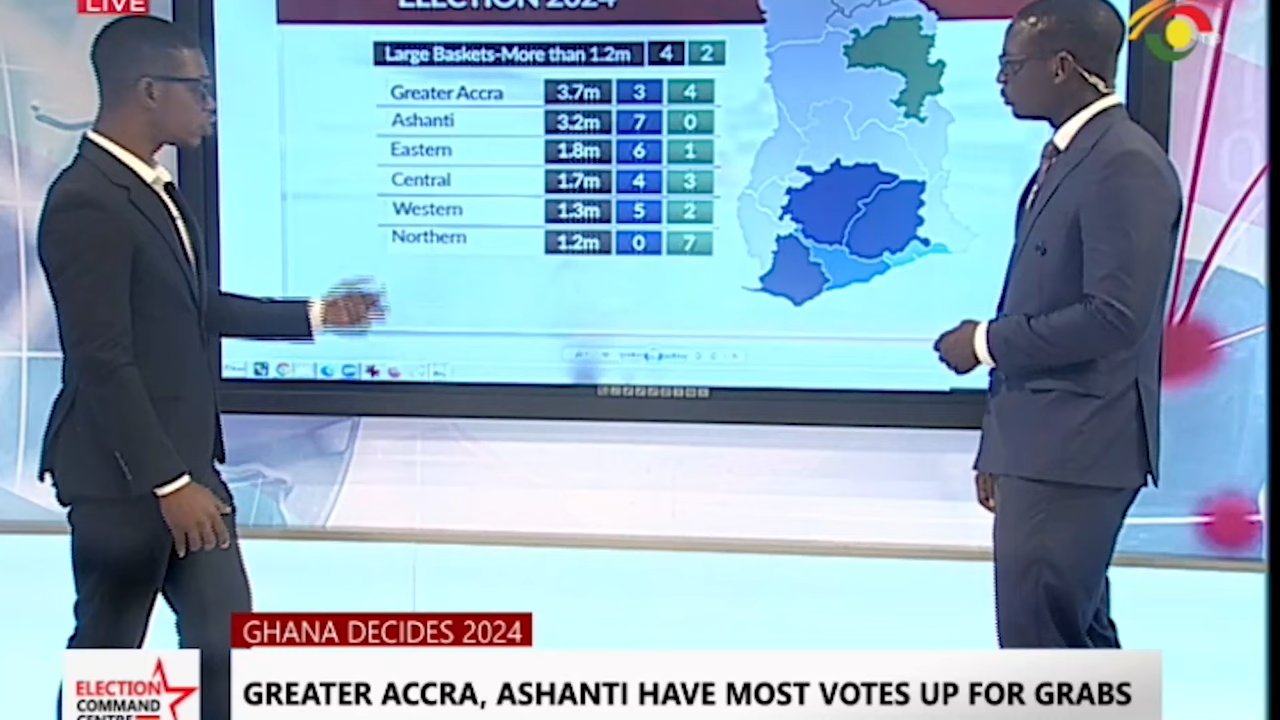 LIVE
ELECTION 2024
Large Baskets-More than 1.2m 4 2
Greater Accra 3.7m 3 4
Ashanti 3.2m 7 0
Eastern 1.8m 6 1
Central 1.7m 4 3
Western 1.3m 5 2
Northern 1.2m 0 7
GHANA DECIDES 2024
ELECTION
COMMAND
CENTRE
GREATER ACCRA, ASHANTI HAVE MOST VOTES UP FOR GRABS